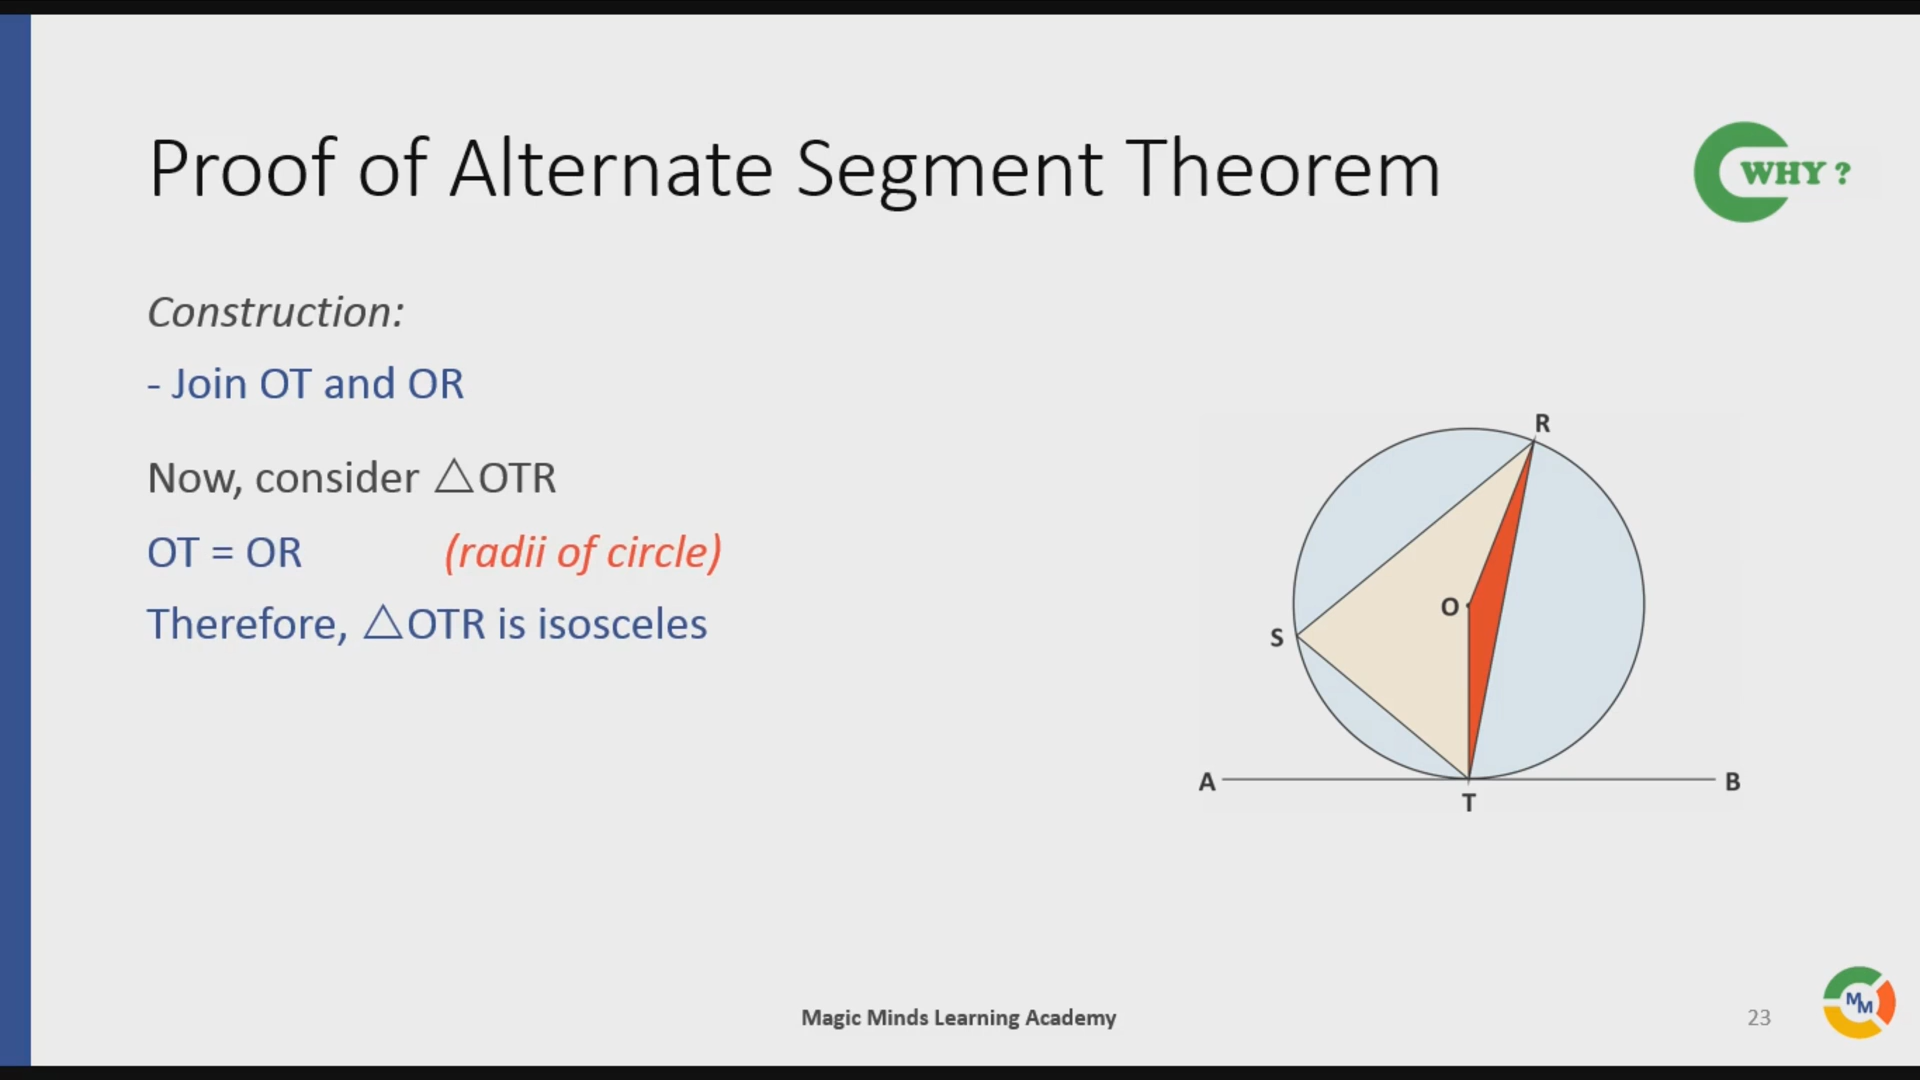 Proof of Alternate Segment Theorem
WHY ?
Construction:
- Join OT and OR
Now, consider △OTR
OT = OR (radii of circle)
Therefore, △OTR is isosceles
R
O
S
A
B
T
Magic Minds Learning Academy
23
MM